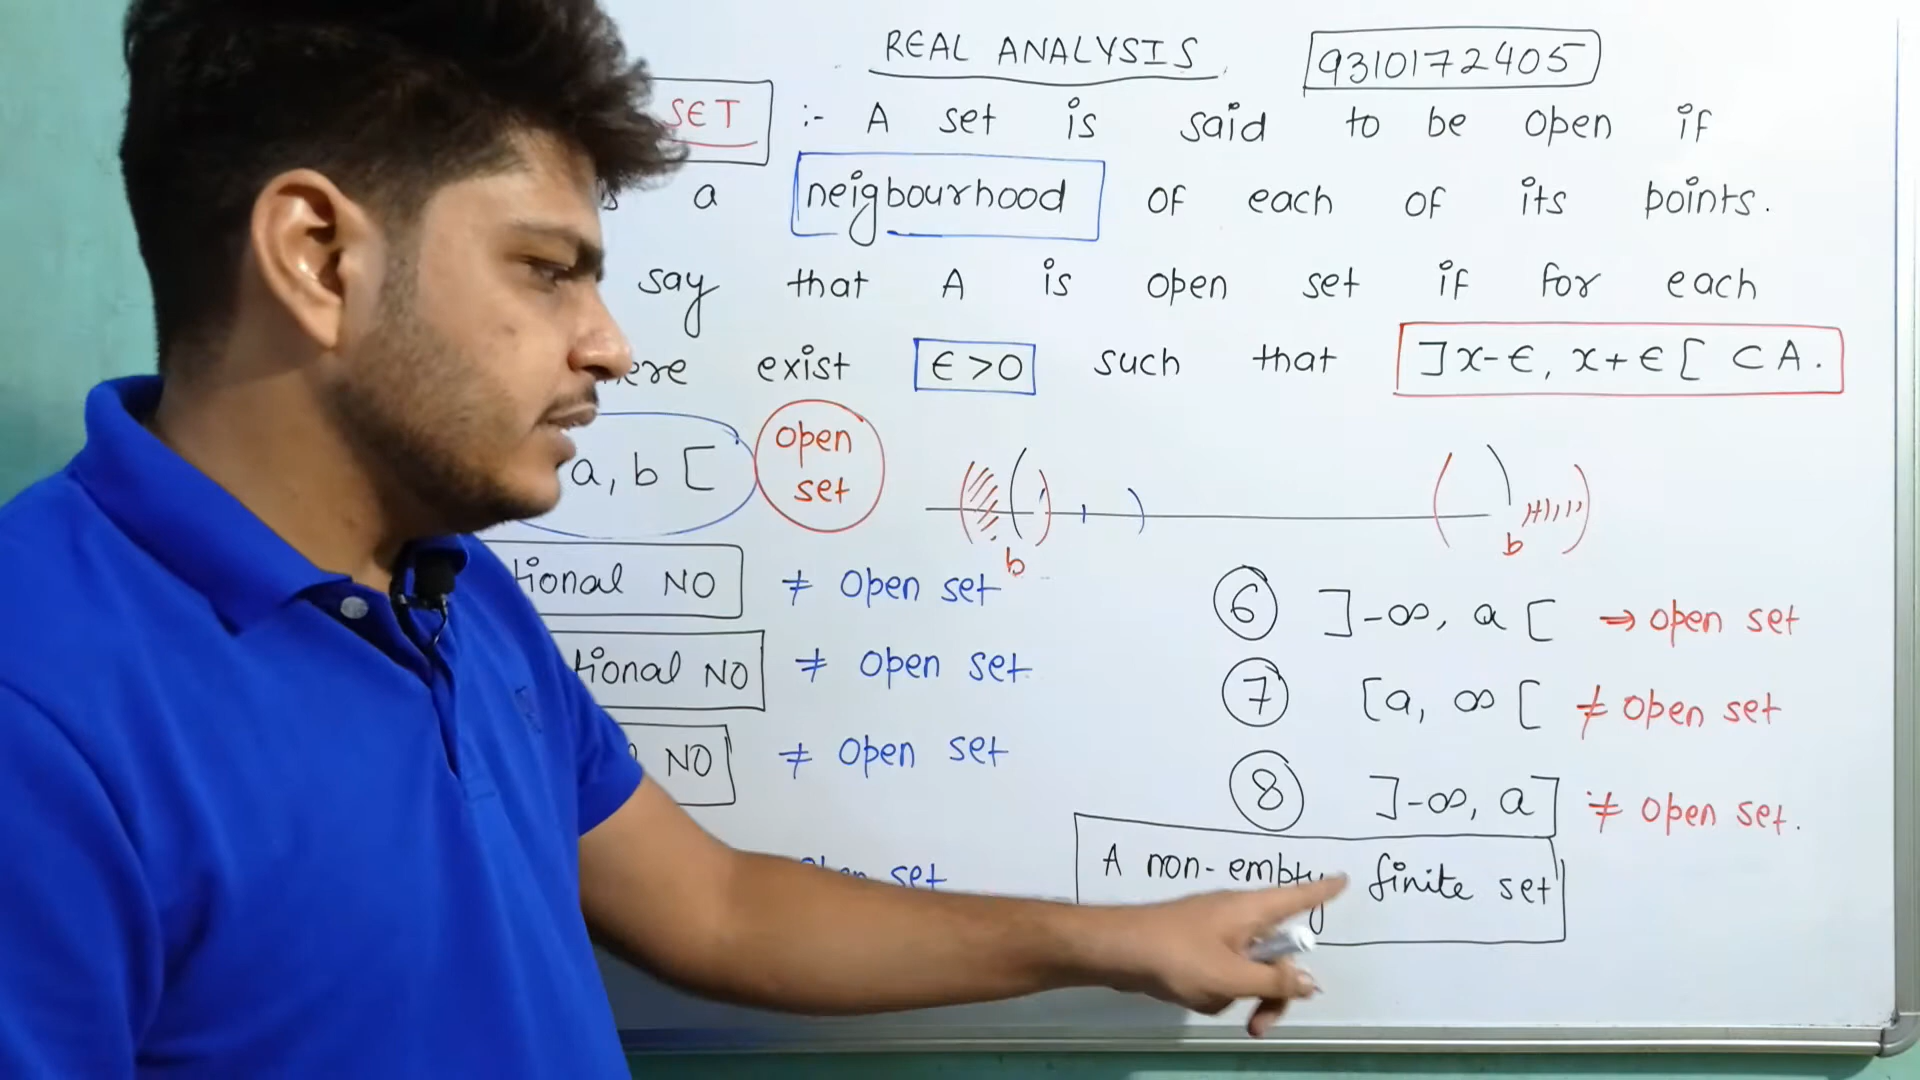 REAL ANALYSIS 9310172405
SET :- A set is said to be open if
a neigbourhood of each of its points.
say that A is open set if for each
exist ∈>0 such that ]x-∈, x+∈[ ⊂A.
a, b [ open set
b b
NO ≠ Open set
NO ≠ Open set
NO ≠ Open set
set
6 ]-∞, a [ → open set
7 [a, ∞ [ ≠ open set
8 ]-∞, a] ≠ open set.
A non-empty finite set